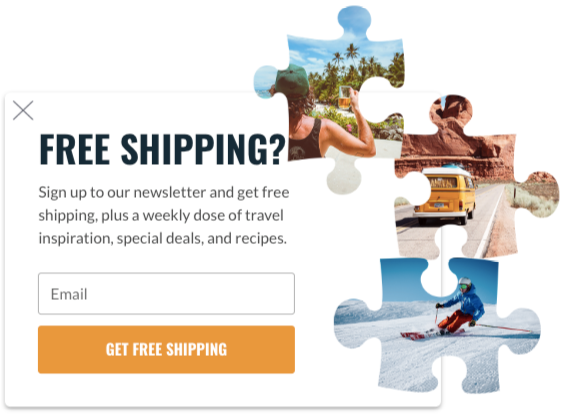 FREE SHIPPING?
Sign up to our newsletter and get free
shipping, plus a weekly dose of travel
inspiration, special deals, and recipes.
Email
GET FREE SHIPPING